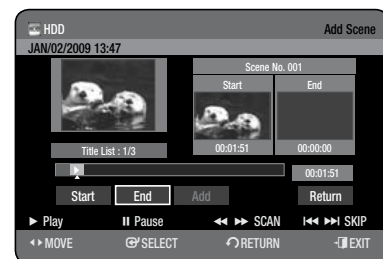 HDD Add Scene
JAN/02/2009 13:47
Scene No. 001
Start End
Title List : 1/3 00:01:51 00:00:00
00:01:51
Start End Add Return
► Play II Pause ◄◄ ►► SCAN I◄◄ ►►I SKIP
◄► MOVE SELECT RETURN EXIT